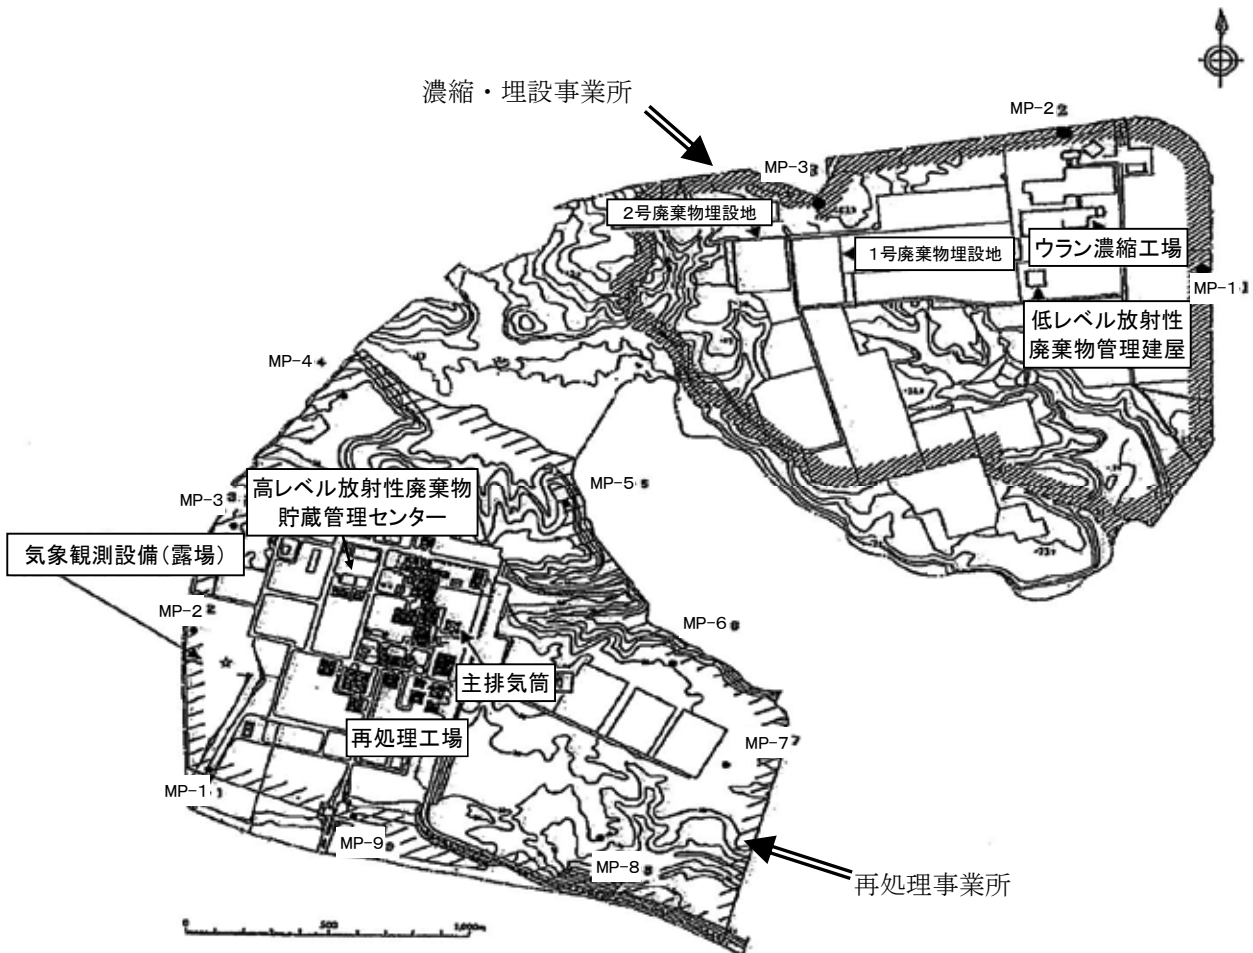 濃縮・埋設事業所
MP-2
MP-3
2号廃棄物埋設地
1号廃棄物埋設地
ウラン濃縮工場
MP-1
低レベル放射性
廃棄物管理建屋
MP-4
MP-5
MP-3
高レベル放射性廃棄物
貯蔵管理センター
気象観測設備(露場)
MP-2
MP-6
主排気筒
再処理工場
MP-7
MP-1
MP-9
MP-8
再処理事業所
0 500 1,000m